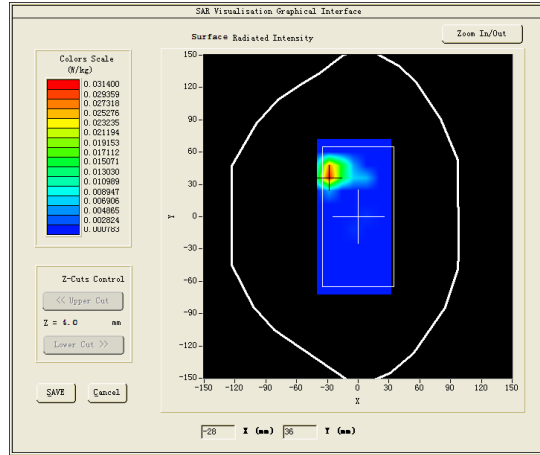 SAR Visualisation Graphical Interface
Surface Radiated Intensity
Zoom In/Out
Colors Scale
(W/kg)
0.031400
0.029359
0.027318
0.025276
0.023235
0.021194
0.019153
0.017112
0.015071
0.013030
0.010989
0.008947
0.006906
0.004865
0.002824
0.000783
Z-Cuts Control
<< Upper Cut
Z = 4.0 mm
Lower Cut >>
SAVE
Cancel
150
120
90
60
30
0
-30
-60
-90
-120
-150
Y
-150 -120 -90 -60 -30 0 30 60 90 120 150
X
-28 X (mm) 36 Y (mm)